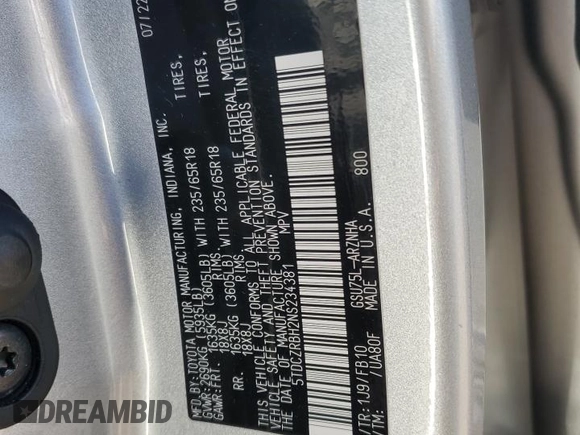 MFD.BY:TOYOTA MOTOR MANUFACTURING, INDIANA, INC. 07/22
GVWR:2690KG (5935LB)
GAWR:FRT. 1635KG (3605LB) WITH 235/65R18 TIRES,
18X8J RIMS
RR. 1635KG (3605LB) WITH 235/65R18 TIRES,
18X8J RIMS
THIS VEHICLE CONFORMS TO ALL APPLICABLE FEDERAL MOTOR
VEHICLE SAFETY AND THEFT PREVENTION STANDARDS IN EFFECT ON
THE DATE OF MANUFACTURE SHOWN ABOVE.
5TDCZRBH2NS234381 MPV
C/TR:1J9/FB10 GSU75L-ARZNHA
A/TM: /UA80F MADE IN U.S.A. 800
DREAMBID